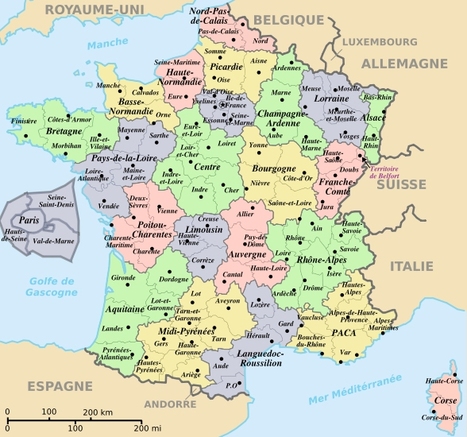 ROYAUME-UNI
BELGIQUE
LUXEMBOURG
ALLEMAGNE
SUISSE
ITALIE
ESPAGNE
ANDORRE
Manche
Golfe de
Gascogne
Mer Méditérranée
Nord-Pas
de-Calais
Pas-de-Calais
Nord
Somme
Picardie
Aisne
Oise
Seine-Maritime
Haute-
Normandie
Eure
Manche
Calvados
Basse-
Normandie
Orne
Val-d'Oise
Yvelines
Ile-de-
France
Essonne
Ardennes
Marne
Champagne-
Ardenne
Aube
Haute-
Marne
Meuse
Moselle
Lorraine
Meurthe-
et-Moselle
Vosges
Bas-Rhin
Alsace
Haut-
Rhin
Finistère
Côtes-d'Armor
Bretagne
Ille-et-
Vilaine
Morbihan
Mayenne
Sarthe
Pays-de-la-Loire
Loire-
Atlantique
Maine-et-
Loire
Vendée
Eure-et-
Loir
Loiret
Loir-et-
Cher
Centre
Indre-
et-Loire
Indre
Cher
Yonne
Bourgogne
Côte-d'Or
Nièvre
Saône-et-Loire
Haute-
Saône
Territoire
de Belfort
Doubs
Franche-
Comté
Jura
Paris
Seine-
Saint-Denis
Hauts-
de-Seine
Val-de-Marne
Deux-
Sèvres
Vienne
Poitou-
Charentes
Charente
Maritime
Charente
Creuse
Haute-
Vienne
Limousin
Corrèze
Allier
Puy-de-
Dôme
Auvergne
Cantal
Haute-Loire
Loire
Rhône
Ain
Haute-
Savoie
Savoie
Rhône-Alpes
Isère
Ardèche
Drôme
Gironde
Dordogne
Aquitaine
Lot-et-
Garonne
Landes
Pyrénées-
Atlantiques
Lot
Aveyron
Tarn-et-
Garonne
Midi-Pyrénées
Gers
Haute-
Garonne
Tarn
Hautes-
Pyrénées
Ariège
Lozère
Gard
Hérault
Languedoc-
Roussillon
Aude
P.O
Hautes-
Alpes
Alpes-de-
Haute-
Provence
Alpes
Maritimes
Vaucluse
PACA
Bouches-
du-Rhône
Var
Haute-Corse
Corse
Corse-du-Sud
0 100 km 200 km
0 100 200 mi